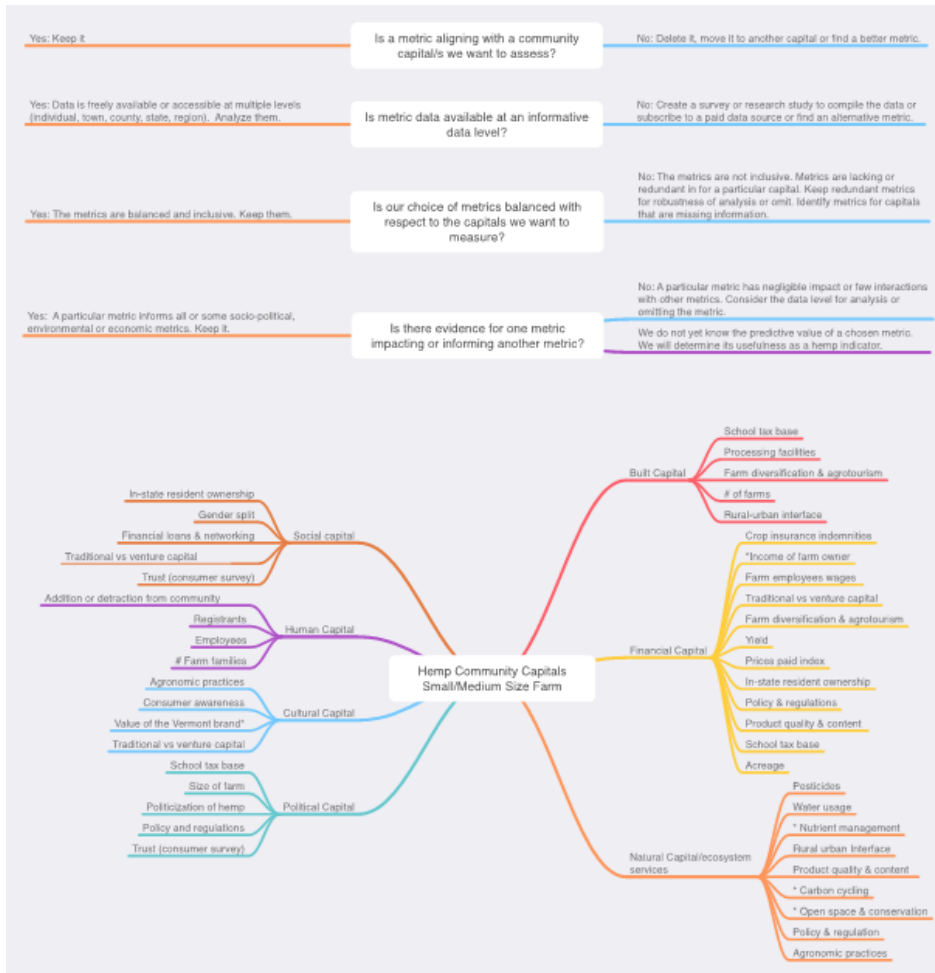 Yes: Keep it
Is a metric aligning with a community
capital/s we want to assess?
No: Delete it, move it to another capital or find a better metric.
Yes: Data is freely available or accessible at multiple levels
(individual, town, county, state, region). Analyze them.
Is metric data available at an informative
data level?
No: Create a survey or research study to compile the data or
subscribe to a paid data source or find an alternative metric.
Yes: The metrics are balanced and inclusive. Keep them.
Is our choice of metrics balanced with
respect to the capitals we want to
measure?
No: The metrics are not inclusive. Metrics are lacking or
redundant in for a particular capital. Keep redundant metrics
for robustness of analysis or omit. Identify metrics for capitals
that are missing information.
Yes: A particular metric informs all or some socio-political,
environmental or economic metrics. Keep it.
Is there evidence for one metric
impacting or informing another metric?
No: A particular metric has negligible impact or few interactions
with other metrics. Consider the data level for analysis or
omitting the metric.
We do not yet know the predictive value of a chosen metric.
We will determine its usefulness as a hemp indicator.
Hemp Community Capitals
Small/Medium Size Farm
Social capital
In-state resident ownership
Gender split
Financial loans & networking
Traditional vs venture capital
Trust (consumer survey)
Human Capital
Addition or detraction from community
Registrants
Employees
# Farm families
Cultural Capital
Agronomic practices
Consumer awareness
Value of the Vermont brand*
Traditional vs venture capital
Political Capital
School tax base
Size of farm
Politicization of hemp
Policy and regulations
Trust (consumer survey)
Built Capital
School tax base
Processing facilities
Farm diversification & agrotourism
# of farms
Rural-urban interface
Financial Capital
Crop insurance indemnities
*Income of farm owner
Farm employees wages
Traditional vs venture capital
Farm diversification & agrotourism
Yield
Prices paid index
In-state resident ownership
Policy & regulations
Product quality & content
School tax base
Acreage
Natural Capital/ecosystem
services
Pesticides
Water usage
* Nutrient management
Rural urban Interface
Product quality & content
* Carbon cycling
* Open space & conservation
Policy & regulation
Agronomic practices